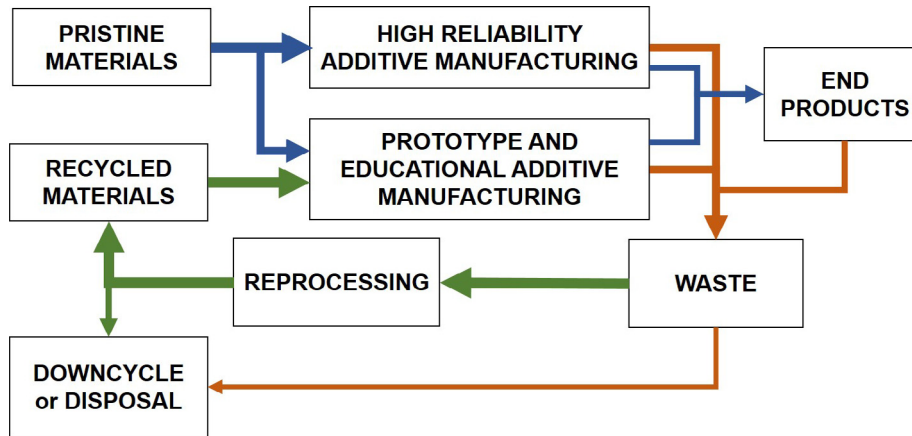 PRISTINE
MATERIALS
HIGH RELIABILITY
ADDITIVE MANUFACTURING
END
PRODUCTS
PROTOTYPE AND
EDUCATIONAL ADDITIVE
MANUFACTURING
RECYCLED
MATERIALS
REPROCESSING
WASTE
DOWNCYCLE
or DISPOSAL